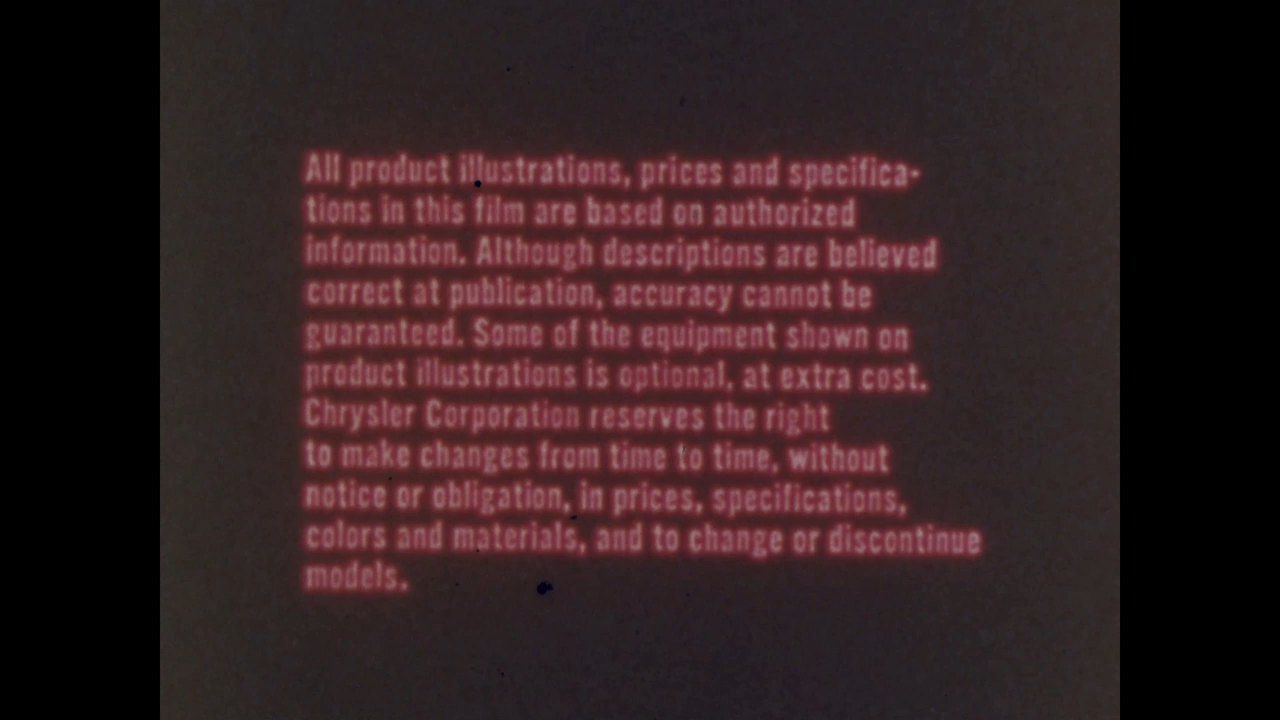 All product illustrations, prices and specifica-
tions in this film are based on authorized
information. Although descriptions are believed
correct at publication, accuracy cannot be
guaranteed. Some of the equipment shown on
product illustrations is optional, at extra cost.
Chrysler Corporation reserves the right
to make changes from time to time, without
notice or obligation, in prices, specifications,
colors and materials, and to change or discontinue
models.